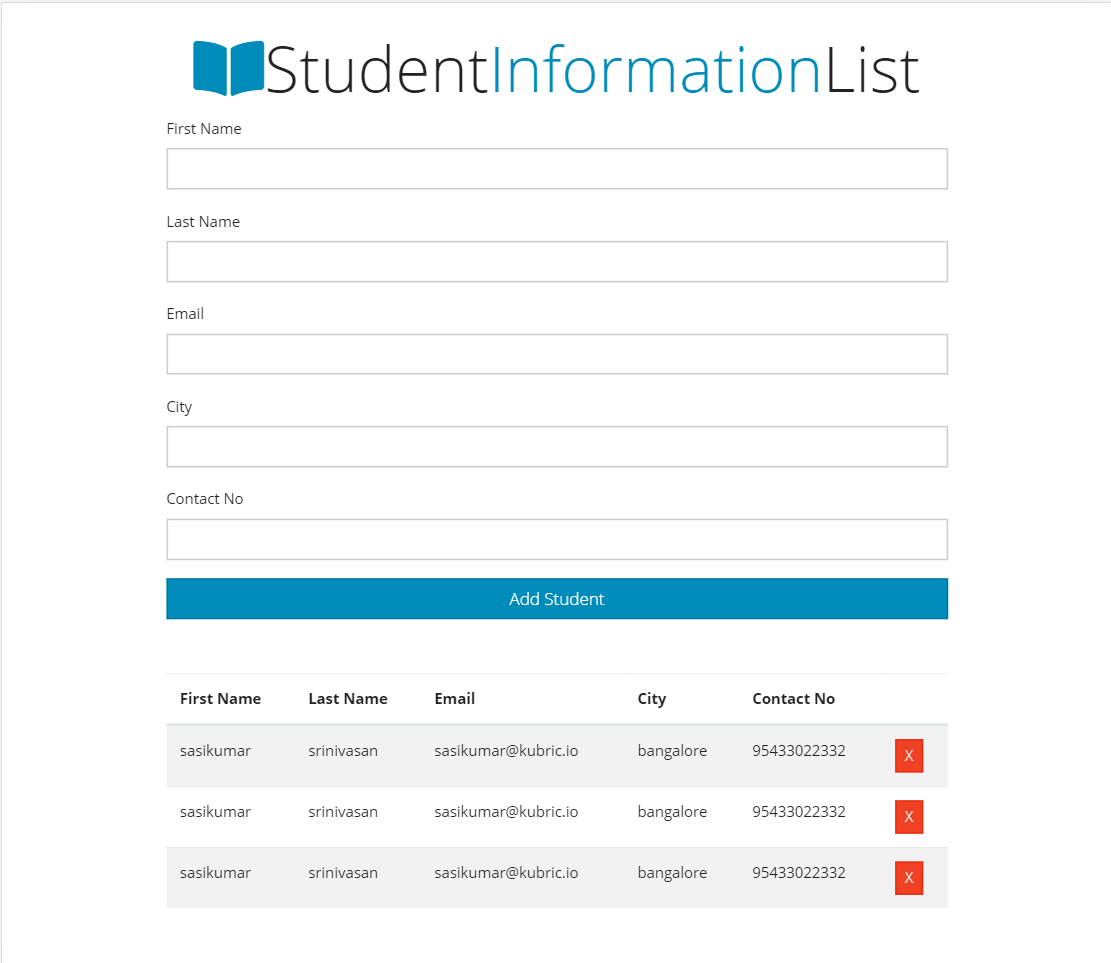 StudentInformationList
First Name
Last Name
Email
City
Contact No
Add Student
First Name Last Name Email City Contact No
sasikumar srinivasan sasikumar@kubric.io bangalore 95433022332 X
sasikumar srinivasan sasikumar@kubric.io bangalore 95433022332 X
sasikumar srinivasan sasikumar@kubric.io bangalore 95433022332 X